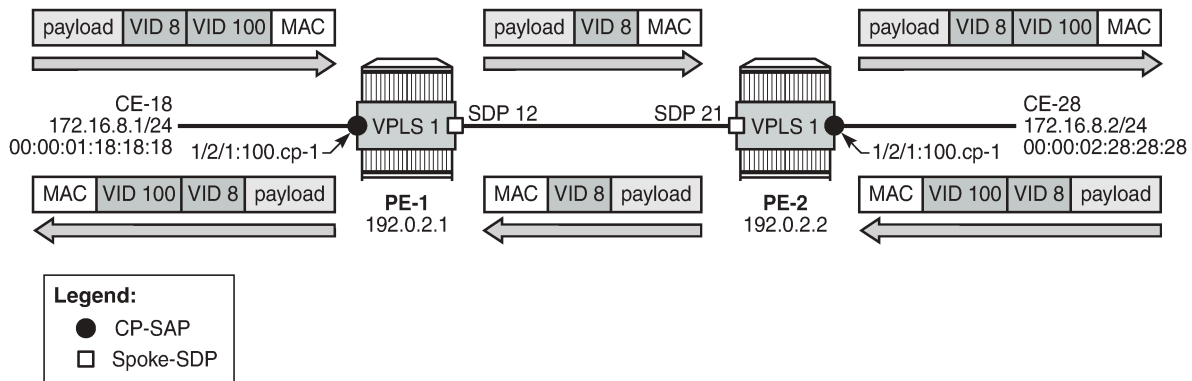 payload VID 8 VID 100 MAC
payload VID 8 MAC
payload VID 8 VID 100 MAC
CE-18
172.16.8.1/24
00:00:01:18:18:18
1/2/1:100.cp-1
VPLS 1
SDP 12
SDP 21
VPLS 1
1/2/1:100.cp-1
CE-28
172.16.8.2/24
00:00:02:28:28:28
MAC VID 100 VID 8 payload
PE-1
192.0.2.1
MAC VID 8 payload
PE-2
192.0.2.2
MAC VID 100 VID 8 payload
Legend:
CP-SAP
Spoke-SDP